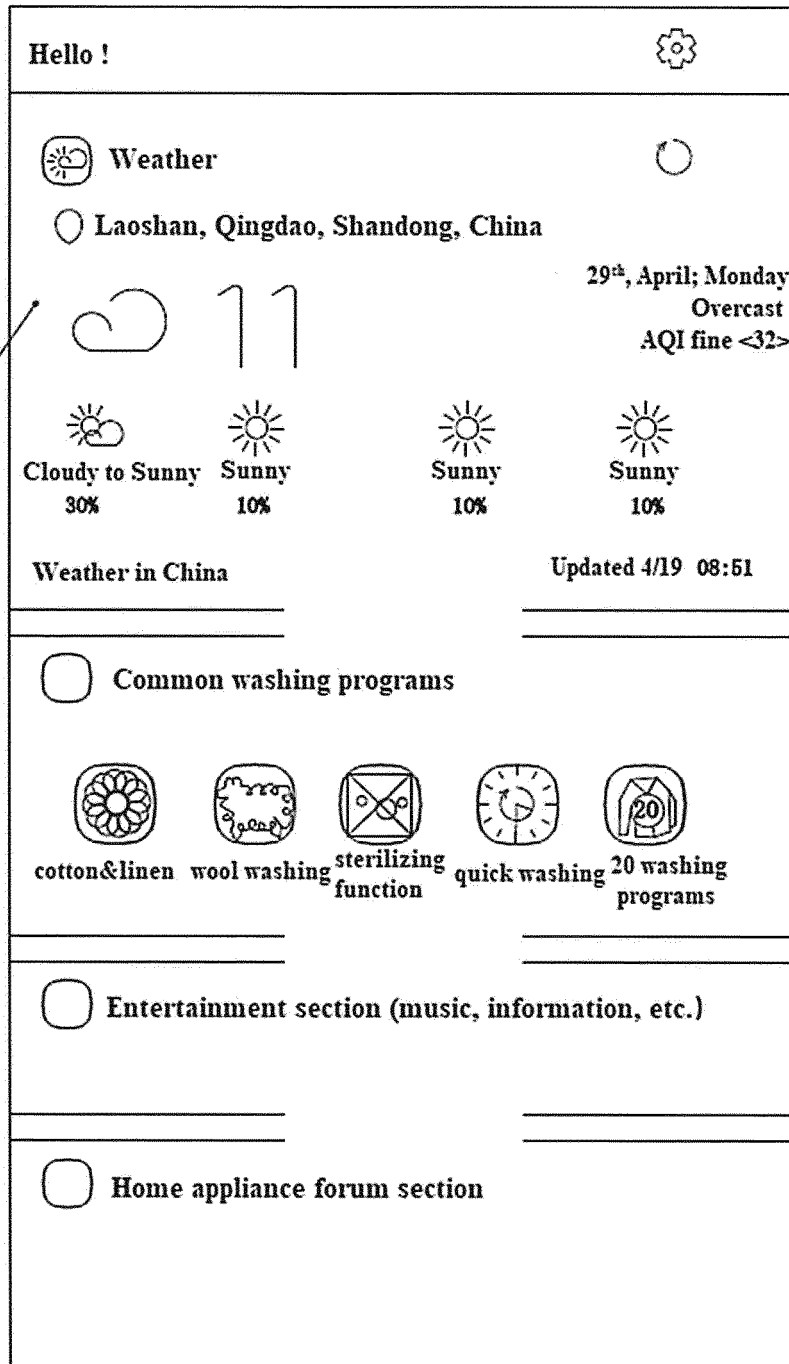 Hello !
Weather
Laoshan, Qingdao, Shandong, China
11
29th, April; Monday
Overcast
AQI fine <32>
Cloudy to Sunny Sunny Sunny Sunny
30% 10% 10% 10%
Weather in China Updated 4/19 08:51
Common washing programs
20
cotton&linen wool washing sterilizing function quick washing 20 washing programs
Entertainment section (music, information, etc.)
Home appliance forum section